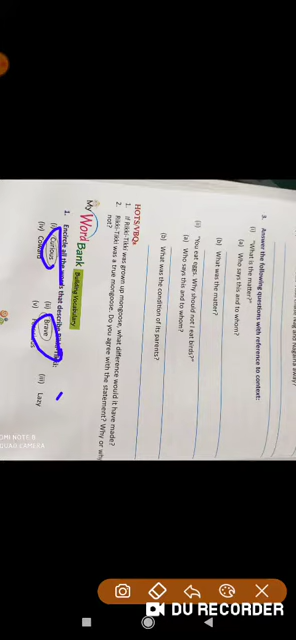 3. Answer the following questions with reference to context:
(i) "What is the matter?"
(a) Who says this and to whom?
(b) What was the matter?
(ii) "You eat eggs. Why should not I eat birds?"
(a) Who says this and to whom?
(b) What was the condition of its parents?
HOTS/VBQs
1. If Rikki-Tikki was grown up mongoose, what difference would it have made?
2. Rikki-Tikki was a true mongoose. Do you agree with the statement? Why or why
not?
My Word Bank Building Vocabulary
1. Encircle all the words that describe
(i) Curious (ii) brave (iii) Lazy
(iv) Coward (v)
MI NOTE 8
QUAD CAMERA
DU RECORDER